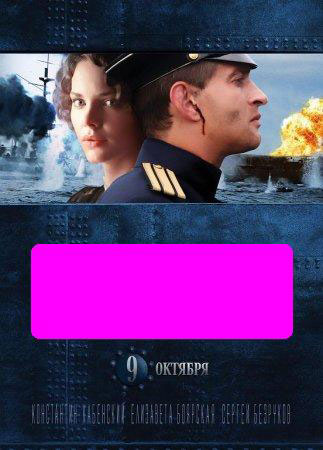 9 ОКТЯБРЯ
КОНСТАНТИН ХАБЕНСКИЙ ЕЛИЗАВЕТА БОЯРСКАЯ СЕРГЕЙ БЕЗРУКОВ